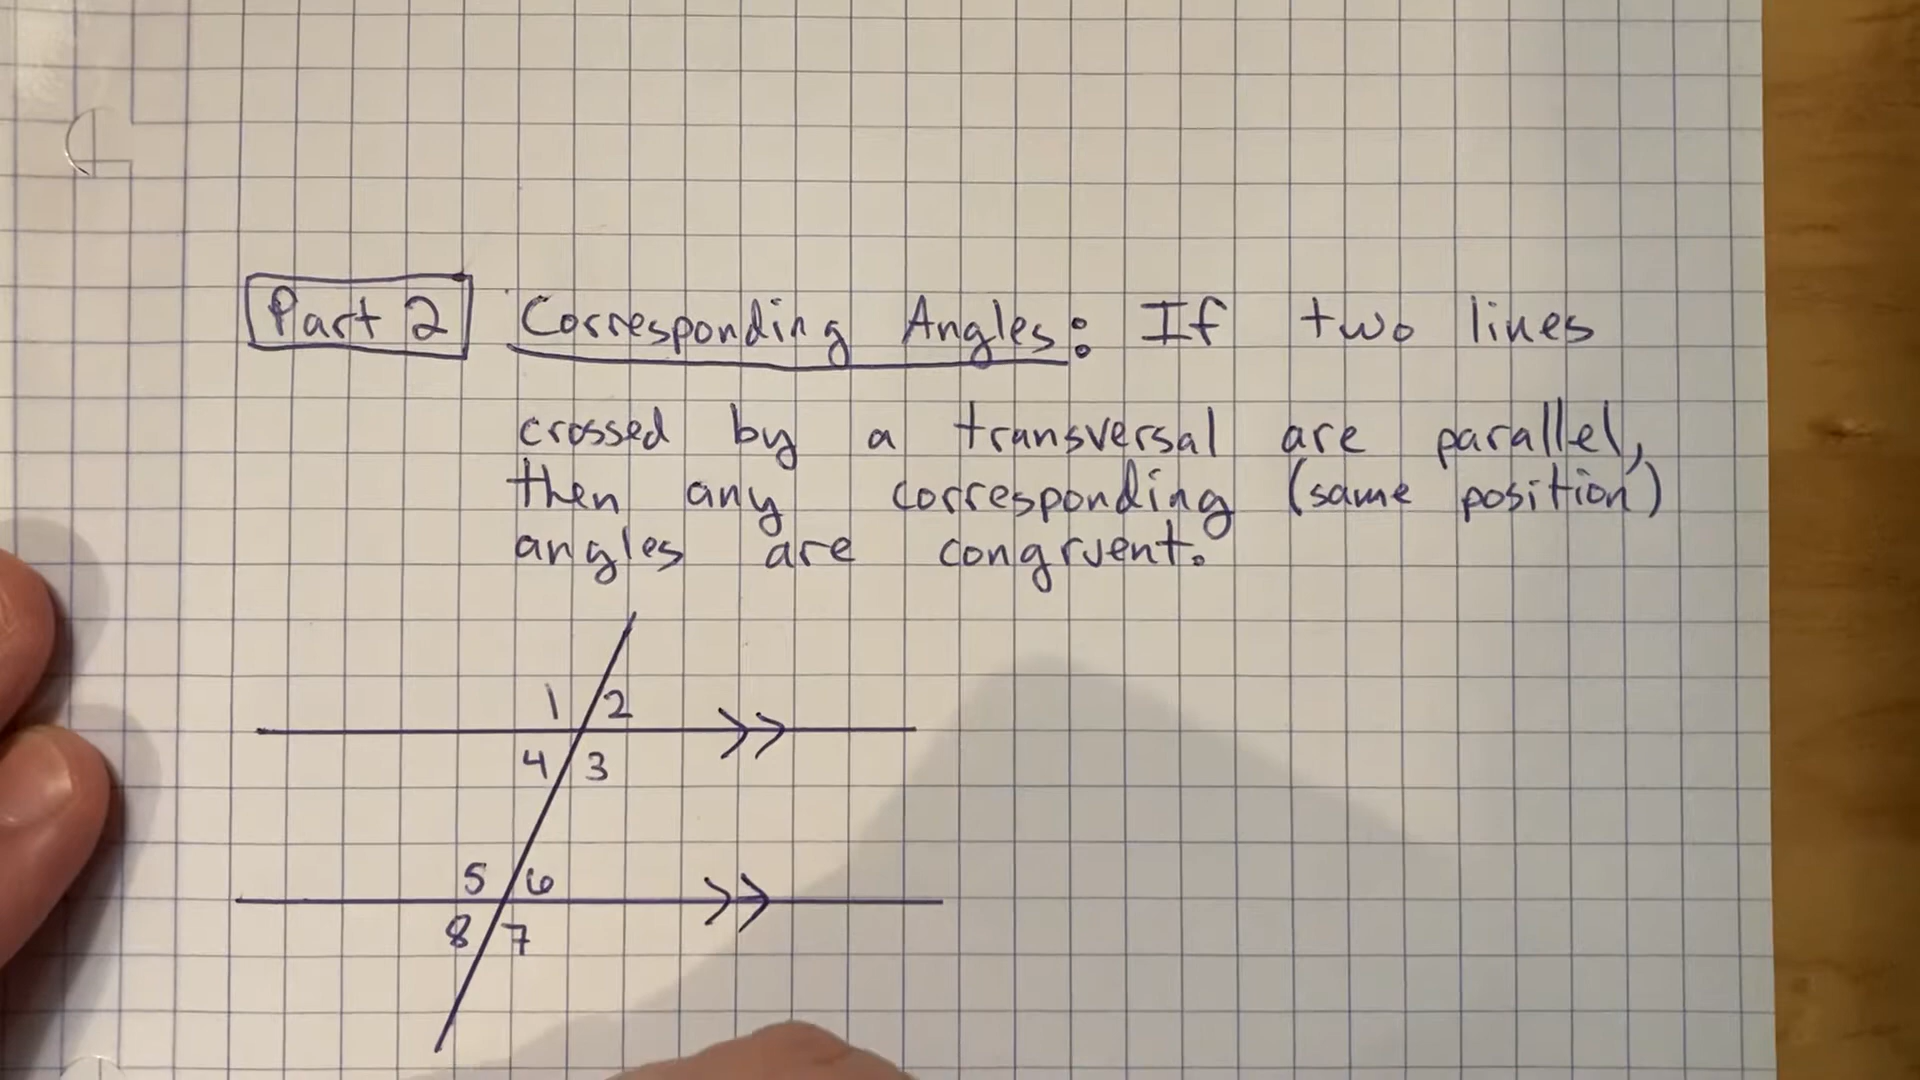 Part 2 Corresponding Angles: If two lines
crossed by a transversal are parallel,
then any corresponding (same position)
angles are congruent.
1 2
4 3
5 6
8 7